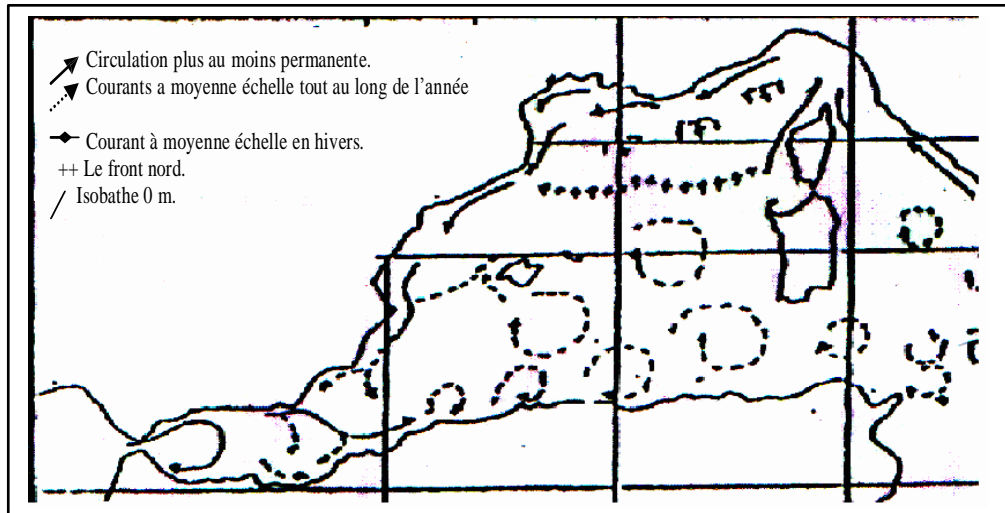 Circulation plus au moins permanente.
Courants a moyenne échelle tout au long de l'année
Courant à moyenne échelle en hivers.
++ Le front nord.
Isobathe 0 m.